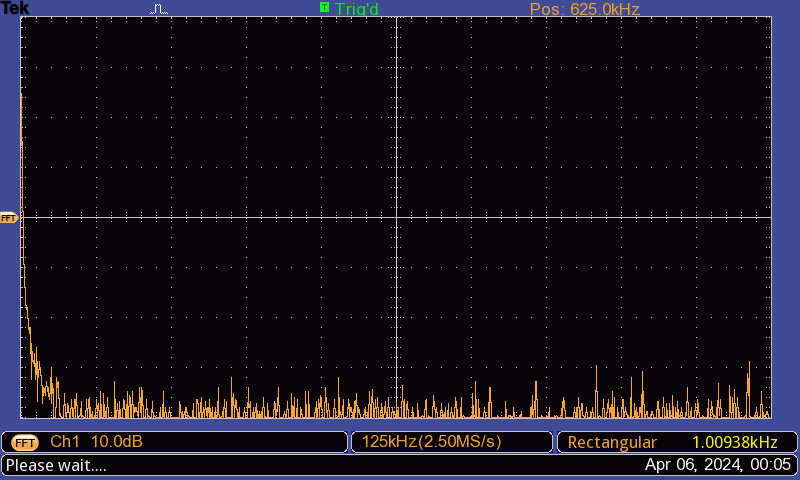 Tek T Trig'd Pos: 625.0kHz
FFT
FFT Ch1 10.0dB 125kHz(2.50MS/s) Rectangular 1.00938kHz
Please wait.... Apr 06, 2024, 00:05